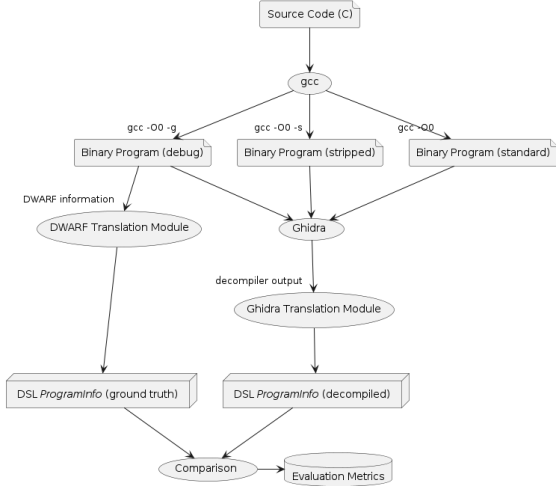 Source Code (C)
gcc
gcc -O0 -g
gcc -O0 -s
gcc -O0
Binary Program (debug)
Binary Program (stripped)
Binary Program (standard)
DWARF information
DWARF Translation Module
Ghidra
decompiler output
Ghidra Translation Module
DSL ProgramInfo (ground truth)
DSL ProgramInfo (decompiled)
Comparison
Evaluation Metrics